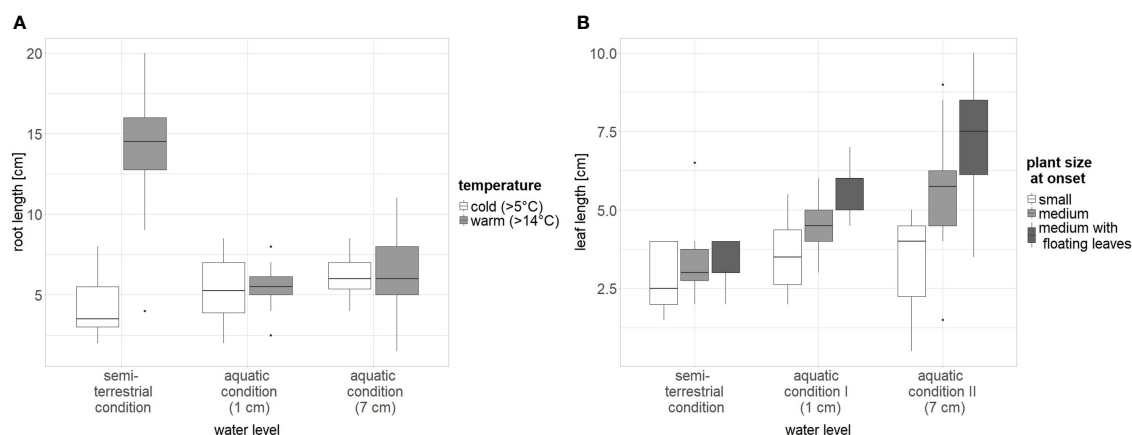 A
root length [cm]
20
15
10
5
semi-
terrestrial
condition
aquatic
condition
(1 cm)
aquatic
condition
(7 cm)
water level
temperature
cold (>5°C)
warm (>14°C)
B
leaf length [cm]
10.0
7.5
5.0
2.5
semi-
terrestrial
condition
aquatic
condition I
(1 cm)
aquatic
condition II
(7 cm)
water level
plant size
at onset
small
medium
medium with
floating leaves